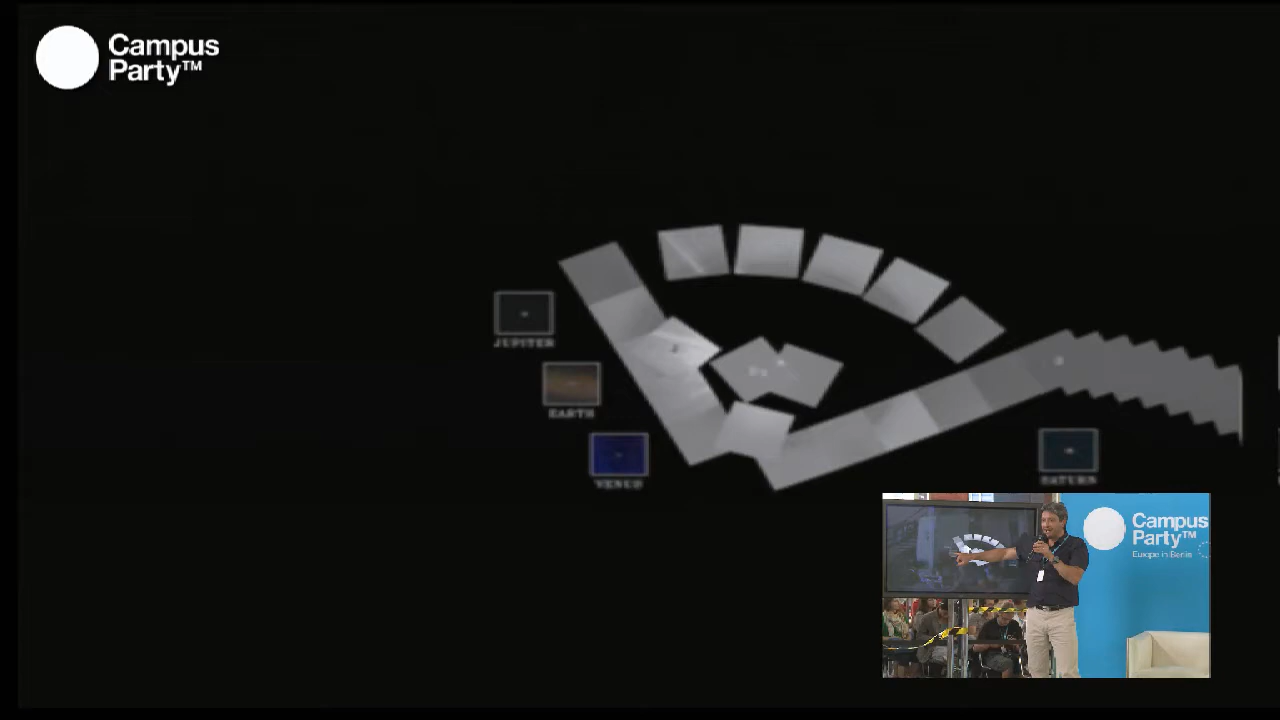 Campus
Party™
JUPITER
EARTH
VENUS
SATURN
Campus
Party™
Europe in Berlin